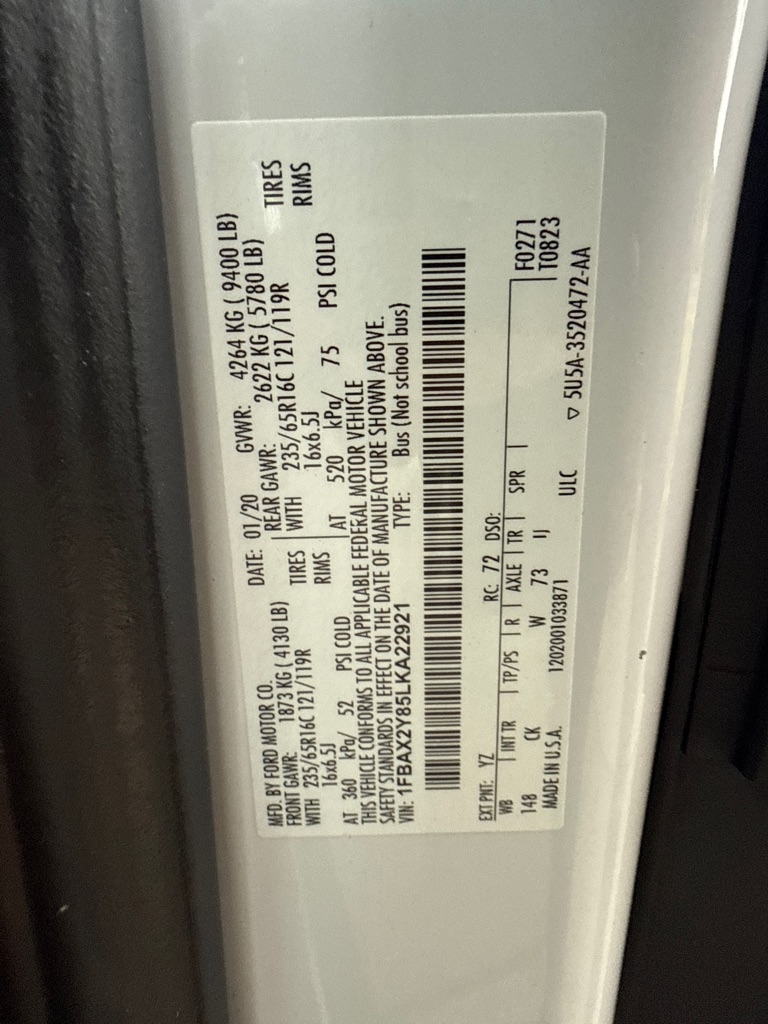 MFD. BY FORD MOTOR CO.
DATE: 01/20 GVWR: 4264 KG ( 9400 LB)
FRONT GAWR: 1873 KG ( 4130 LB)
REAR GAWR: 2622 KG ( 5780 LB)
WITH 235/65R16C 121/119R TIRES
WITH 235/65R16C 121/119R TIRES
16x6.5J RIMS
16x6.5J RIMS
AT 360 kPa/ 52 PSI COLD
AT 520 kPa/ 75 PSI COLD
THIS VEHICLE CONFORMS TO ALL APPLICABLE FEDERAL MOTOR VEHICLE
SAFETY STANDARDS IN EFFECT ON THE DATE OF MANUFACTURE SHOWN ABOVE.
VIN: 1FBAX2Y85LKA22921 TYPE: Bus (Not school bus)
EXT PNT: YZ RC: 72 DSO:
WB INT TR TP/PS R AXLE TR SPR F0271
148 CK W 73 IJ T0823
MADE IN U.S.A. 1202001033871 ULC ▽ 5U5A-3520472-AA